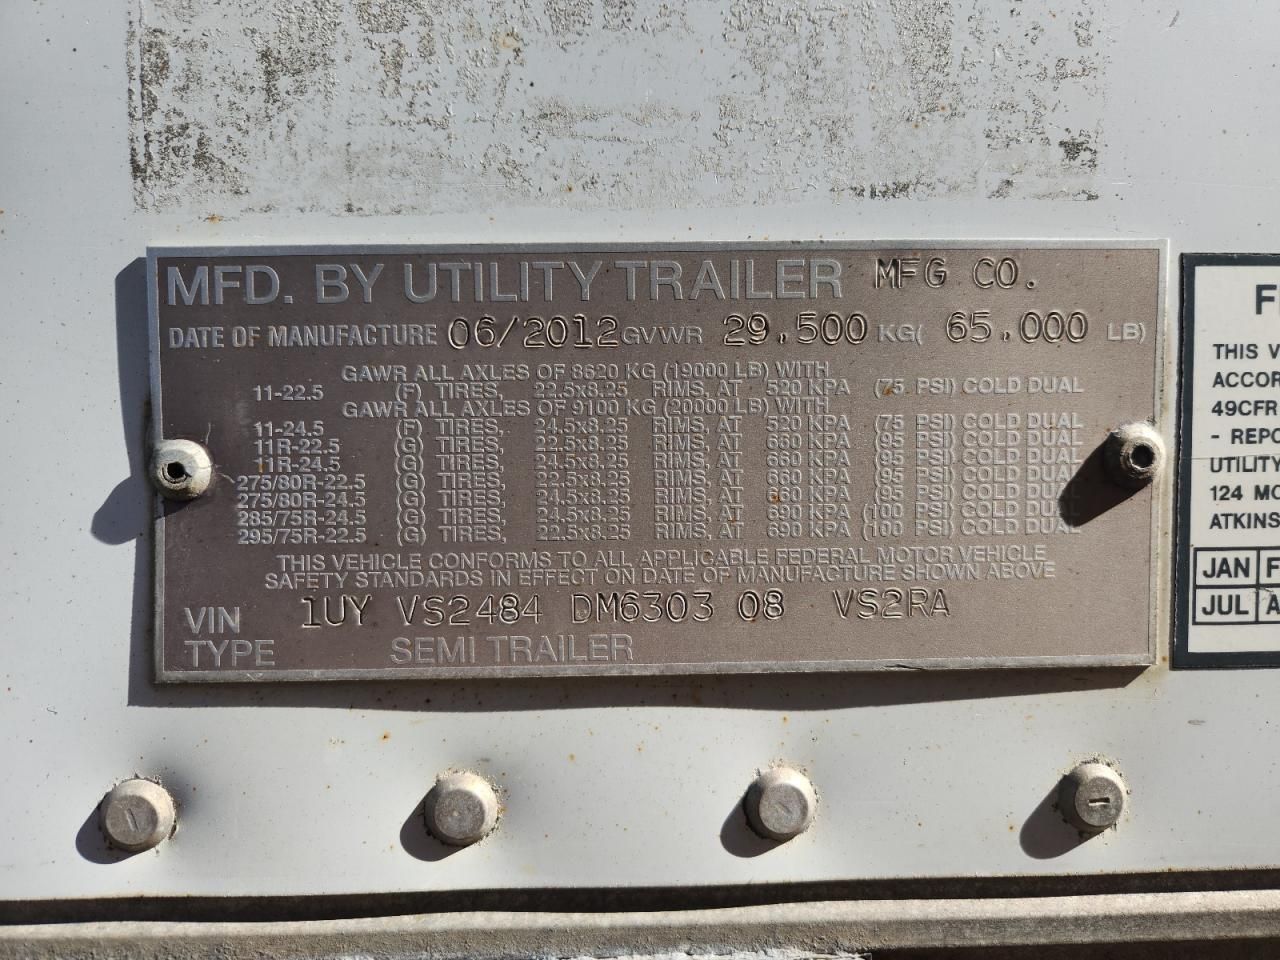 MFD. BY UTILITY TRAILER MFG CO.
DATE OF MANUFACTURE 06/2012 GVWR 29,500 KG( 65,000 LB)
GAWR ALL AXLES OF 8620 KG (19000 LB) WITH
11-22.5 (F) TIRES, 22.5x8.25 RIMS, AT 520 KPA (75 PSI) COLD DUAL
GAWR ALL AXLES OF 9100 KG (20000 LB) WITH
11-24.5 (F) TIRES, 24.5x8.25 RIMS, AT 520 KPA (75 PSI) COLD DUAL
11R-22.5 (G) TIRES, 22.5x8.25 RIMS, AT 660 KPA (95 PSI) COLD DUAL
11R-24.5 (G) TIRES, 24.5x8.25 RIMS, AT 660 KPA (95 PSI) COLD DUAL
275/80R-22.5 (G) TIRES, 22.5x8.25 RIMS, AT 660 KPA (95 PSI) COLD DUAL
275/80R-24.5 (G) TIRES, 24.5x8.25 RIMS, AT 660 KPA (95 PSI) COLD DUAL
285/75R-24.5 (G) TIRES, 24.5x8.25 RIMS, AT 690 KPA (100 PSI) COLD DUAL
295/75R-22.5 (G) TIRES, 22.5x8.25 RIMS, AT 690 KPA (100 PSI) COLD DUAL
THIS VEHICLE CONFORMS TO ALL APPLICABLE FEDERAL MOTOR VEHICLE
SAFETY STANDARDS IN EFFECT ON DATE OF MANUFACTURE SHOWN ABOVE
VIN 1UY VS2484 DM6303 08 VS2RA
TYPE SEMI TRAILER
F
THIS V
ACCOR
49CFR
- REPO
UTILITY
124 MO
ATKINS
JAN F
JUL A